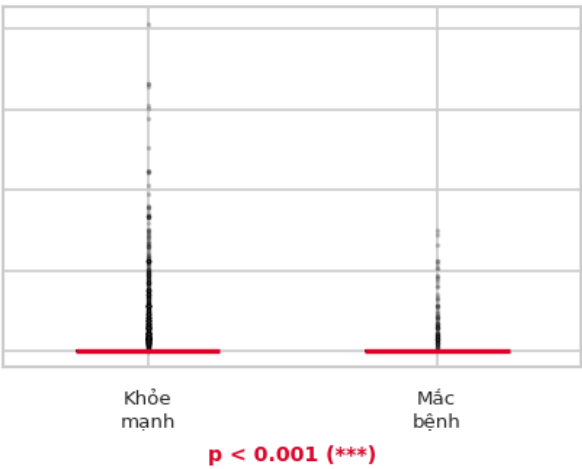 Khỏe
mạnh
Mắc
bệnh
p < 0.001 (***)